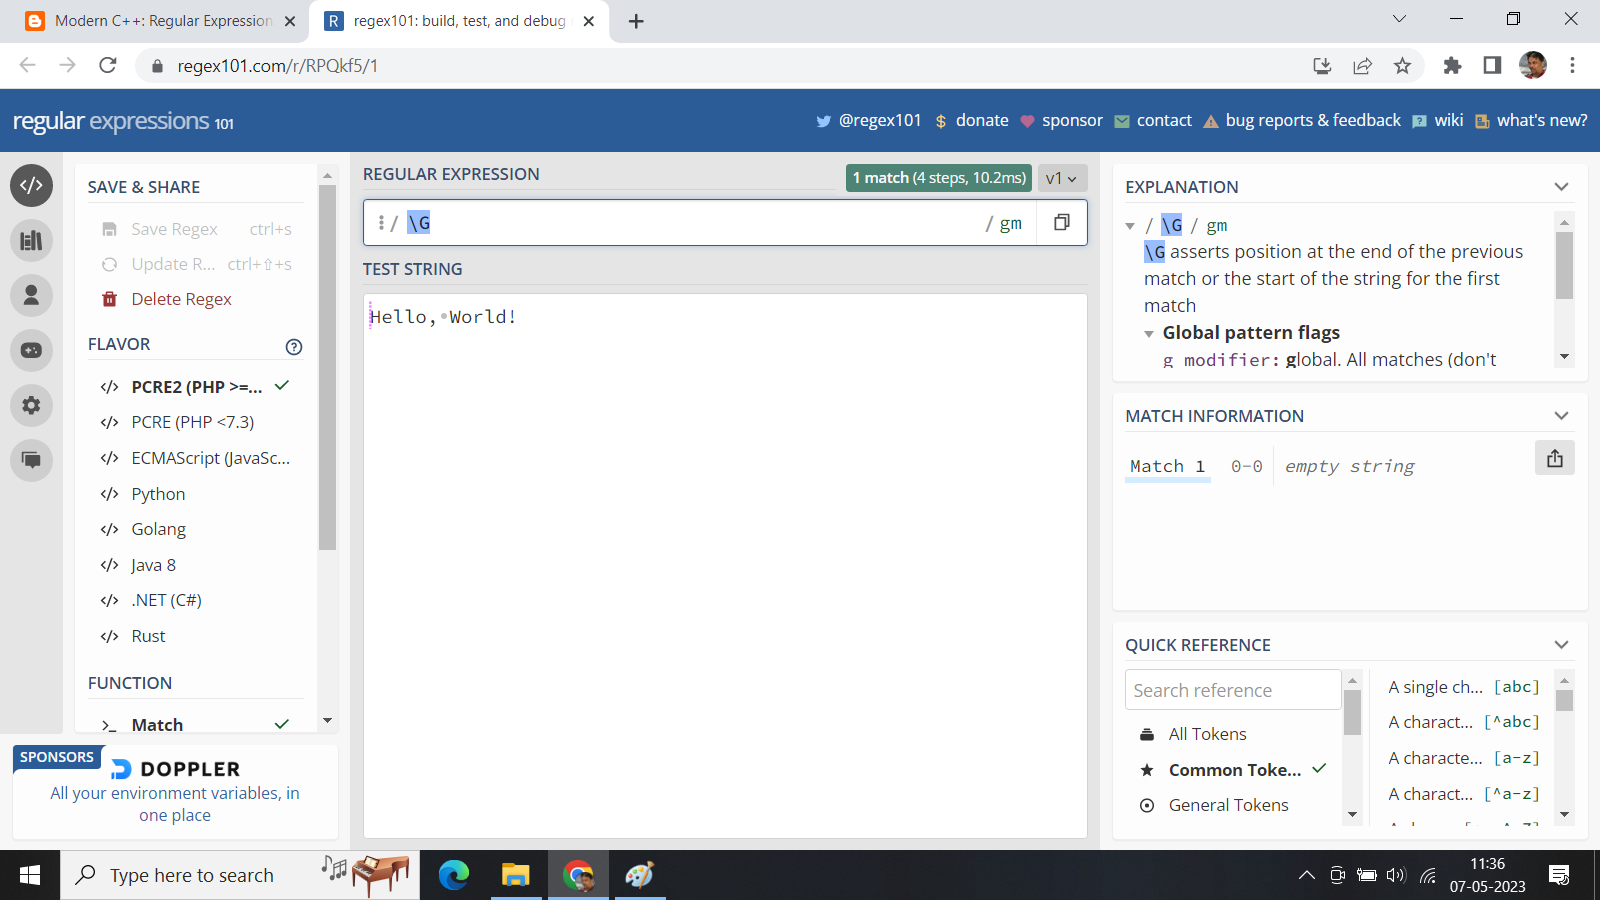 Modern C++: Regular Expression
regex101: build, test, and debug
regex101.com/r/RPQkf5/1
regular expressions 101
@regex101
$ donate
sponsor
contact
bug reports & feedback
wiki
what's new?
SAVE & SHARE
Save Regex ctrl+s
Update R... ctrl+⇧+s
Delete Regex
FLAVOR
</> PCRE2 (PHP >=...
</> PCRE (PHP <7.3)
</> ECMAScript (JavaSc...
</> Python
</> Golang
</> Java 8
</> .NET (C#)
</> Rust
FUNCTION
>_ Match
SPONSORS
DOPPLER
All your environment variables, in
one place
REGULAR EXPRESSION
1 match (4 steps, 10.2ms)
v1
/ \G / gm
TEST STRING
Hello, World!
EXPLANATION
/ \G / gm
\G asserts position at the end of the previous
match or the start of the string for the first
match
Global pattern flags
g modifier: global. All matches (don't
MATCH INFORMATION
Match 1 0-0 empty string
QUICK REFERENCE
Search reference
All Tokens
Common Toke...
General Tokens
A single ch... [abc]
A charact... [^abc]
A characte... [a-z]
A charact... [^a-z]
Type here to search
11:36
07-05-2023